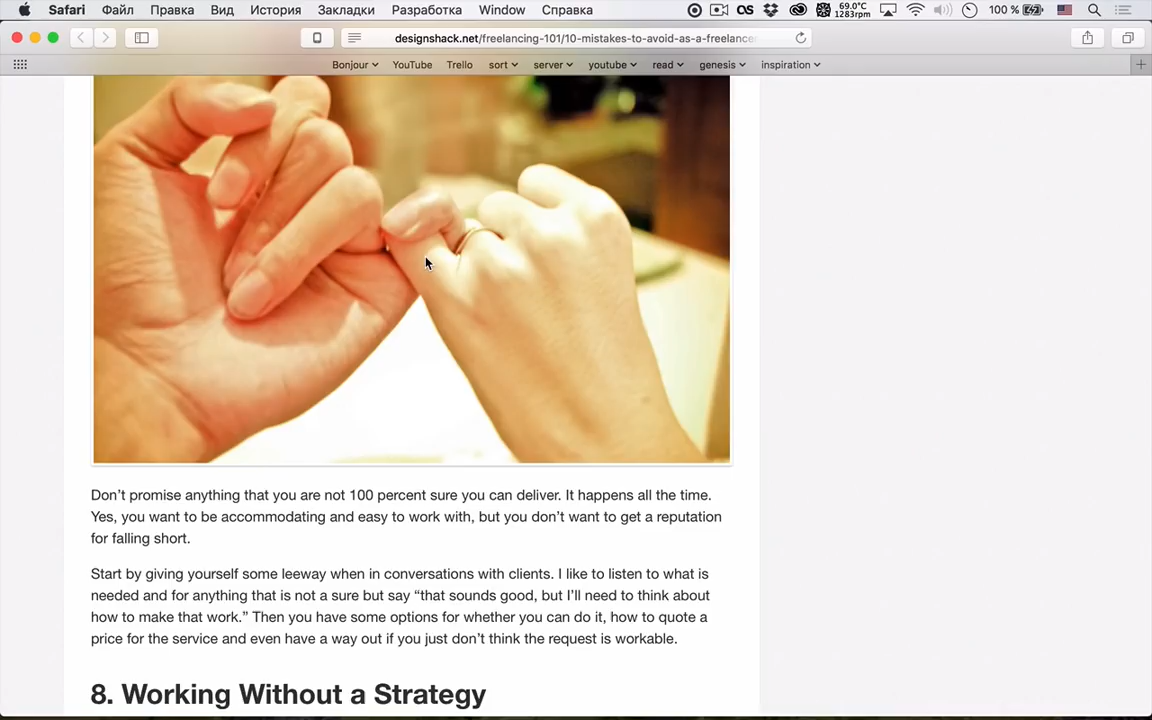 Safari Файл Правка Вид История Закладки Разработка Window Справка 69.0°C 1283rpm 100 %
designshack.net/freelancing-101/10-mistakes-to-avoid-as-a-freelancer
Bonjour YouTube Trello sort server youtube read genesis inspiration
Don’t promise anything that you are not 100 percent sure you can deliver. It happens all the time.
Yes, you want to be accommodating and easy to work with, but you don’t want to get a reputation
for falling short.
Start by giving yourself some leeway when in conversations with clients. I like to listen to what is
needed and for anything that is not a sure but say “that sounds good, but I’ll need to think about
how to make that work.” Then you have some options for whether you can do it, how to quote a
price for the service and even have a way out if you just don’t think the request is workable.
8. Working Without a Strategy